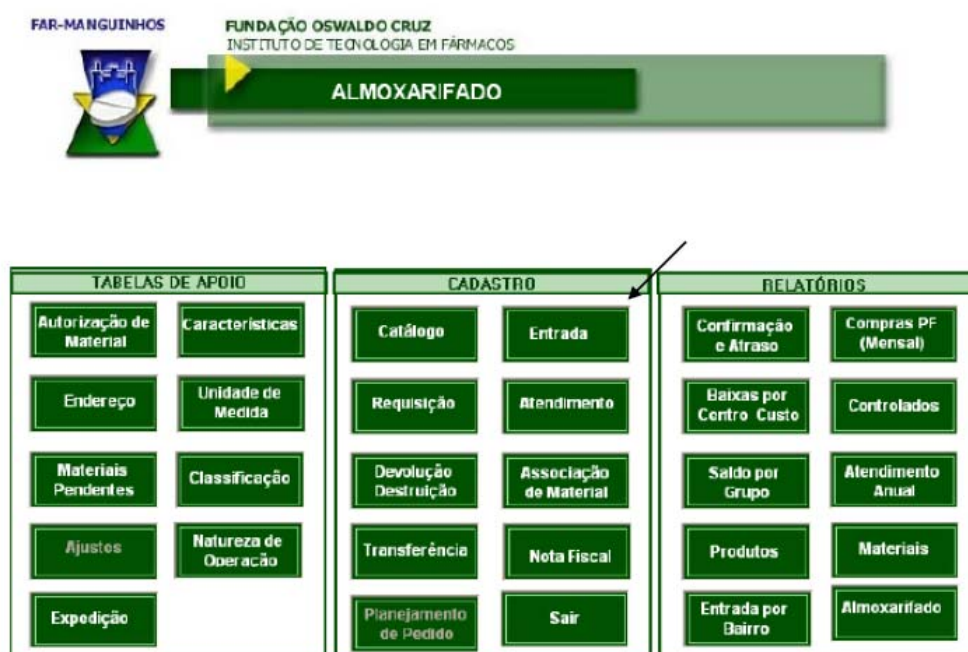 FAR-MANGUINHOS
FUNDAÇÃO OSWALDO CRUZ
INSTITUTO DE TECNOLOGIA EM FÁRMACOS
ALMOXARIFADO
TABELAS DE APOIO
Autorização de
Material
Características
Endereço
Unidade de
Medida
Materiais
Pendentes
Classificação
Ajustes
Natureza de
Operação
Expedição
CADASTRO
Catálogo
Entrada
Requisição
Atendimento
Devolução
Destruição
Associação
de Material
Transferência
Nota Fiscal
Planejamento
de Pedido
Sair
RELATÓRIOS
Confirmação
e Atraso
Compras PF
(Mensal)
Baixas por
Centro Custo
Controlados
Saldo por
Grupo
Atendimento
Anual
Produtos
Materiais
Entrada por
Bairro
Almoxarifado